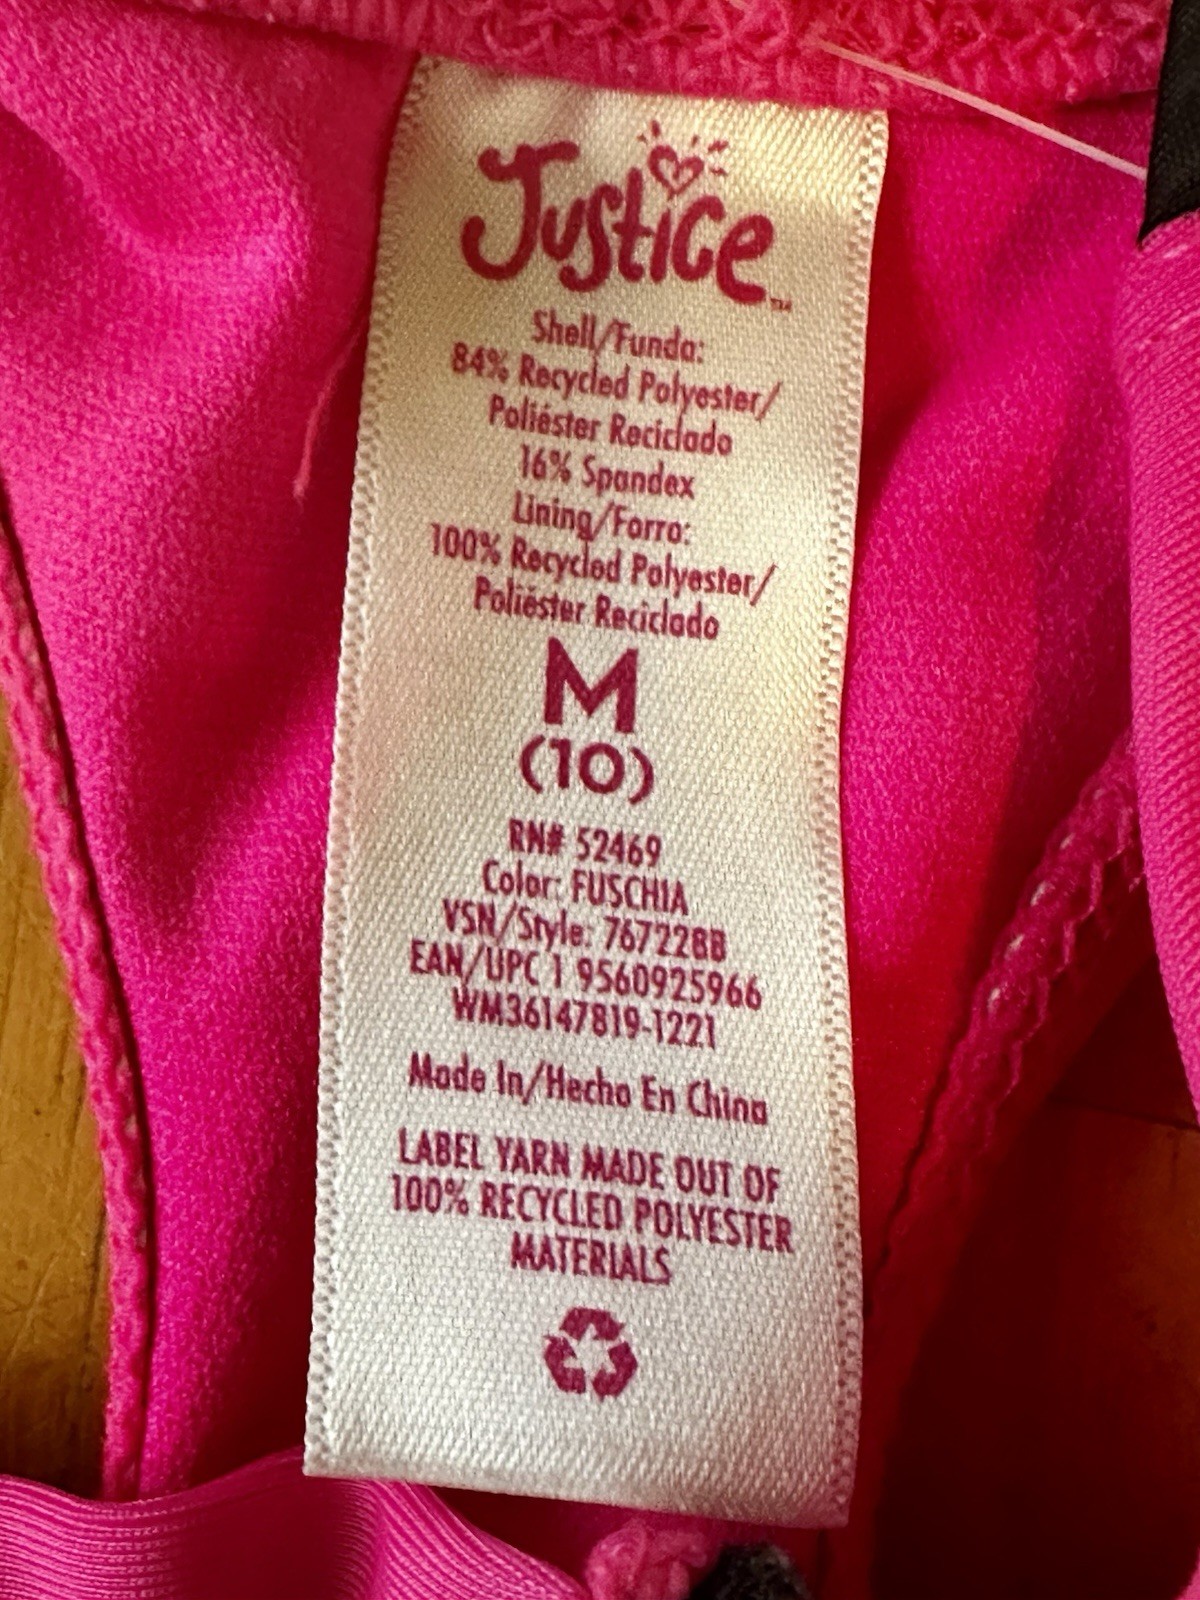 Justice™
Shell/Funda:
84% Recycled Polyester/
Poliéster Reciclado
16% Spandex
Lining/Forro:
100% Recycled Polyester/
Poliéster Reciclado
M
(10)
RN# 52469
Color: FUSCHIA
VSN/Style: 767228B
EAN/UPC 1 9560925966
WM36147819-1221
Made In/Hecho En China
LABEL YARN MADE OUT OF
100% RECYCLED POLYESTER
MATERIALS